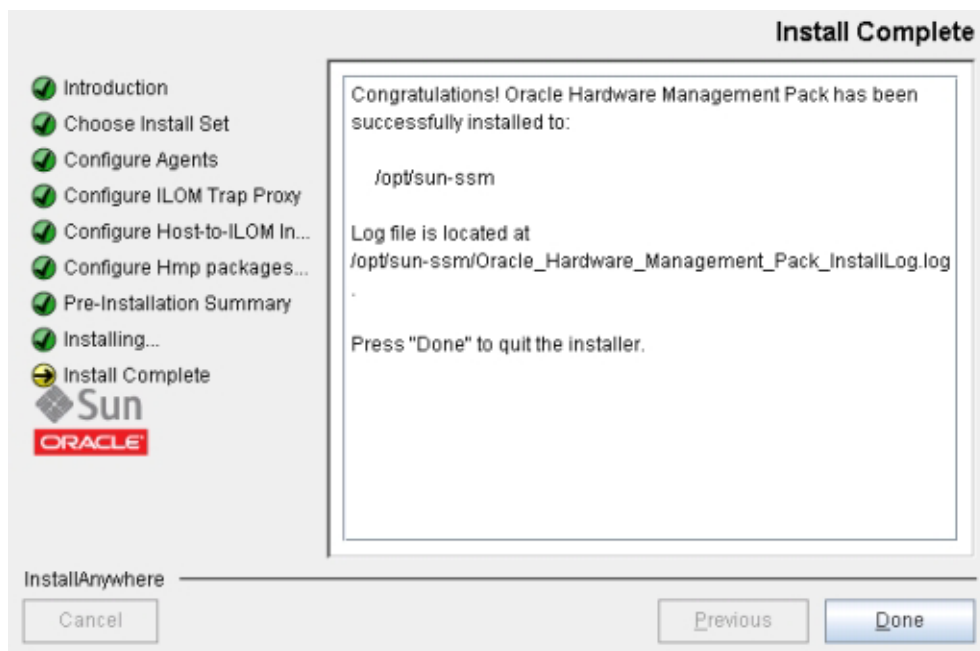 Install Complete
Introduction
Choose Install Set
Configure Agents
Configure ILOM Trap Proxy
Configure Host-to-ILOM In...
Configure Hmp packages...
Pre-Installation Summary
Installing...
Install Complete
Sun
ORACLE
Congratulations! Oracle Hardware Management Pack has been
successfully installed to:
/opt/sun-ssm
Log file is located at
/opt/sun-ssm/Oracle_Hardware_Management_Pack_InstallLog.log
.
Press "Done" to quit the installer.
InstallAnywhere
Cancel
Previous
Done